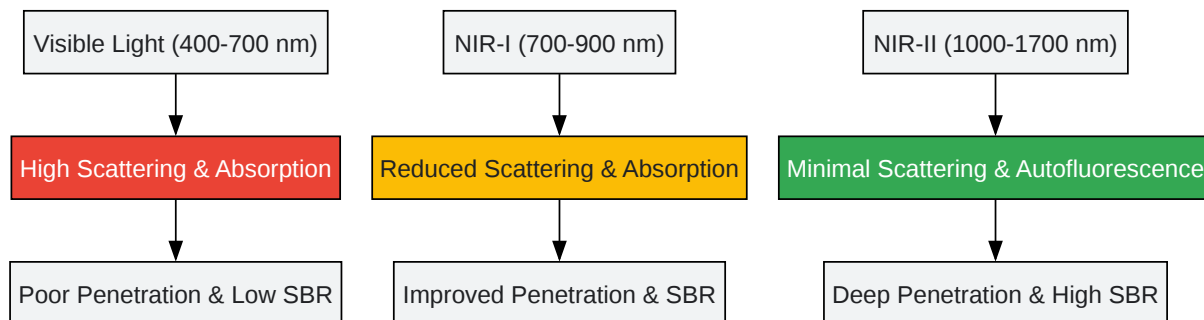 Visible Light (400-700 nm)
NIR-I (700-900 nm)
NIR-II (1000-1700 nm)
High Scattering & Absorption
Reduced Scattering & Absorption
Minimal Scattering & Autofluorescence
Poor Penetration & Low SBR
Improved Penetration & SBR
Deep Penetration & High SBR